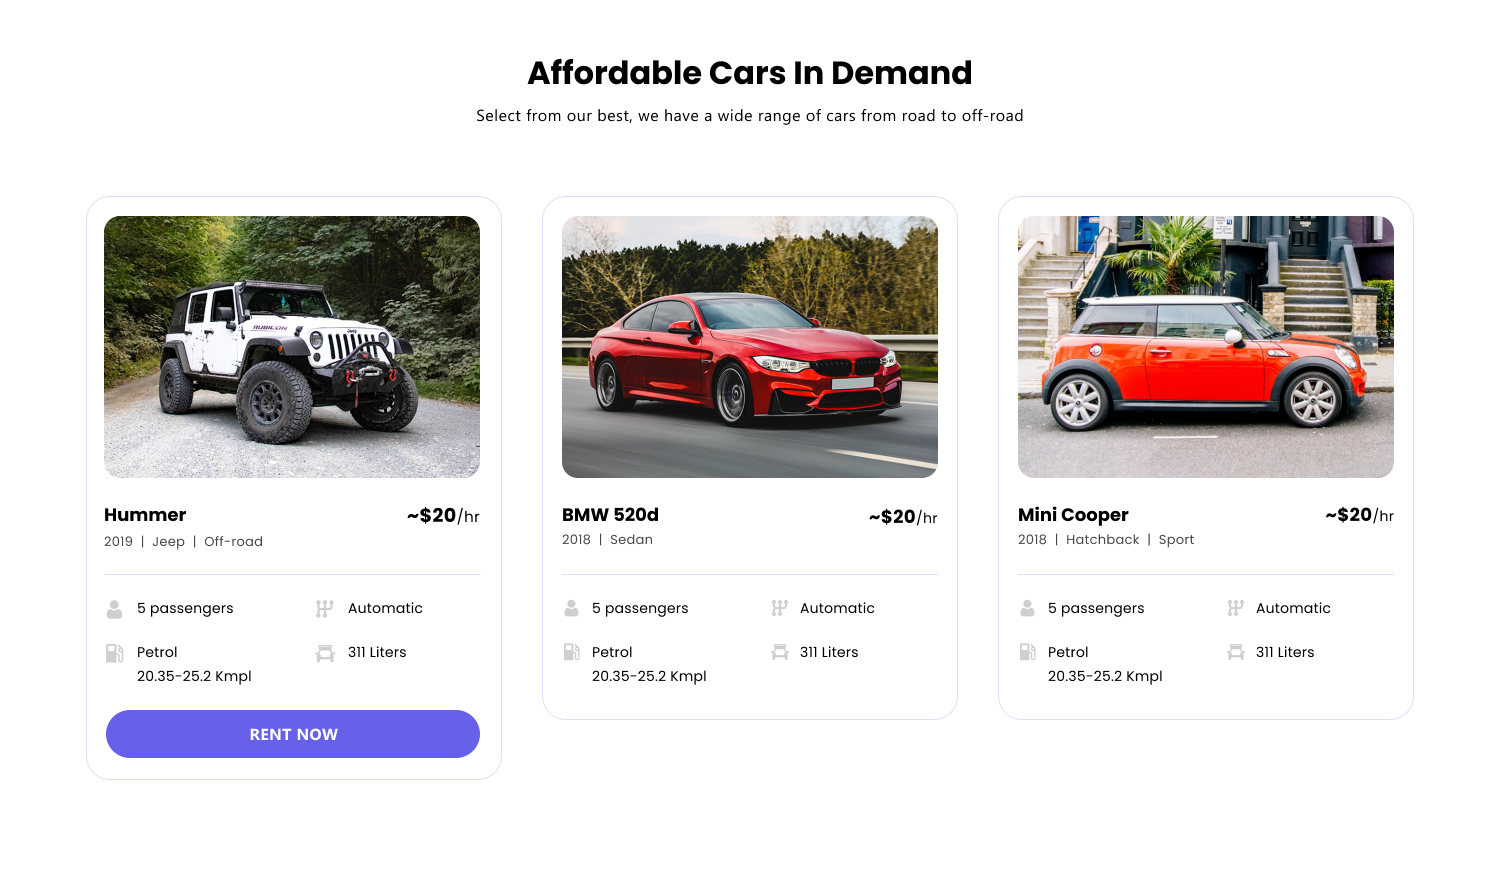 Affordable Cars In Demand
Select from our best, we have a wide range of cars from road to off-road
RUBICON
Hummer
~$20/hr
2019 | Jeep | Off-road
5 passengers
Automatic
Petrol
311 Liters
20.35-25.2 Kmpl
RENT NOW
BMW 520d
~$20/hr
2018 | Sedan
5 passengers
Automatic
Petrol
311 Liters
20.35-25.2 Kmpl
Mini Cooper
~$20/hr
2018 | Hatchback | Sport
5 passengers
Automatic
Petrol
311 Liters
20.35-25.2 Kmpl